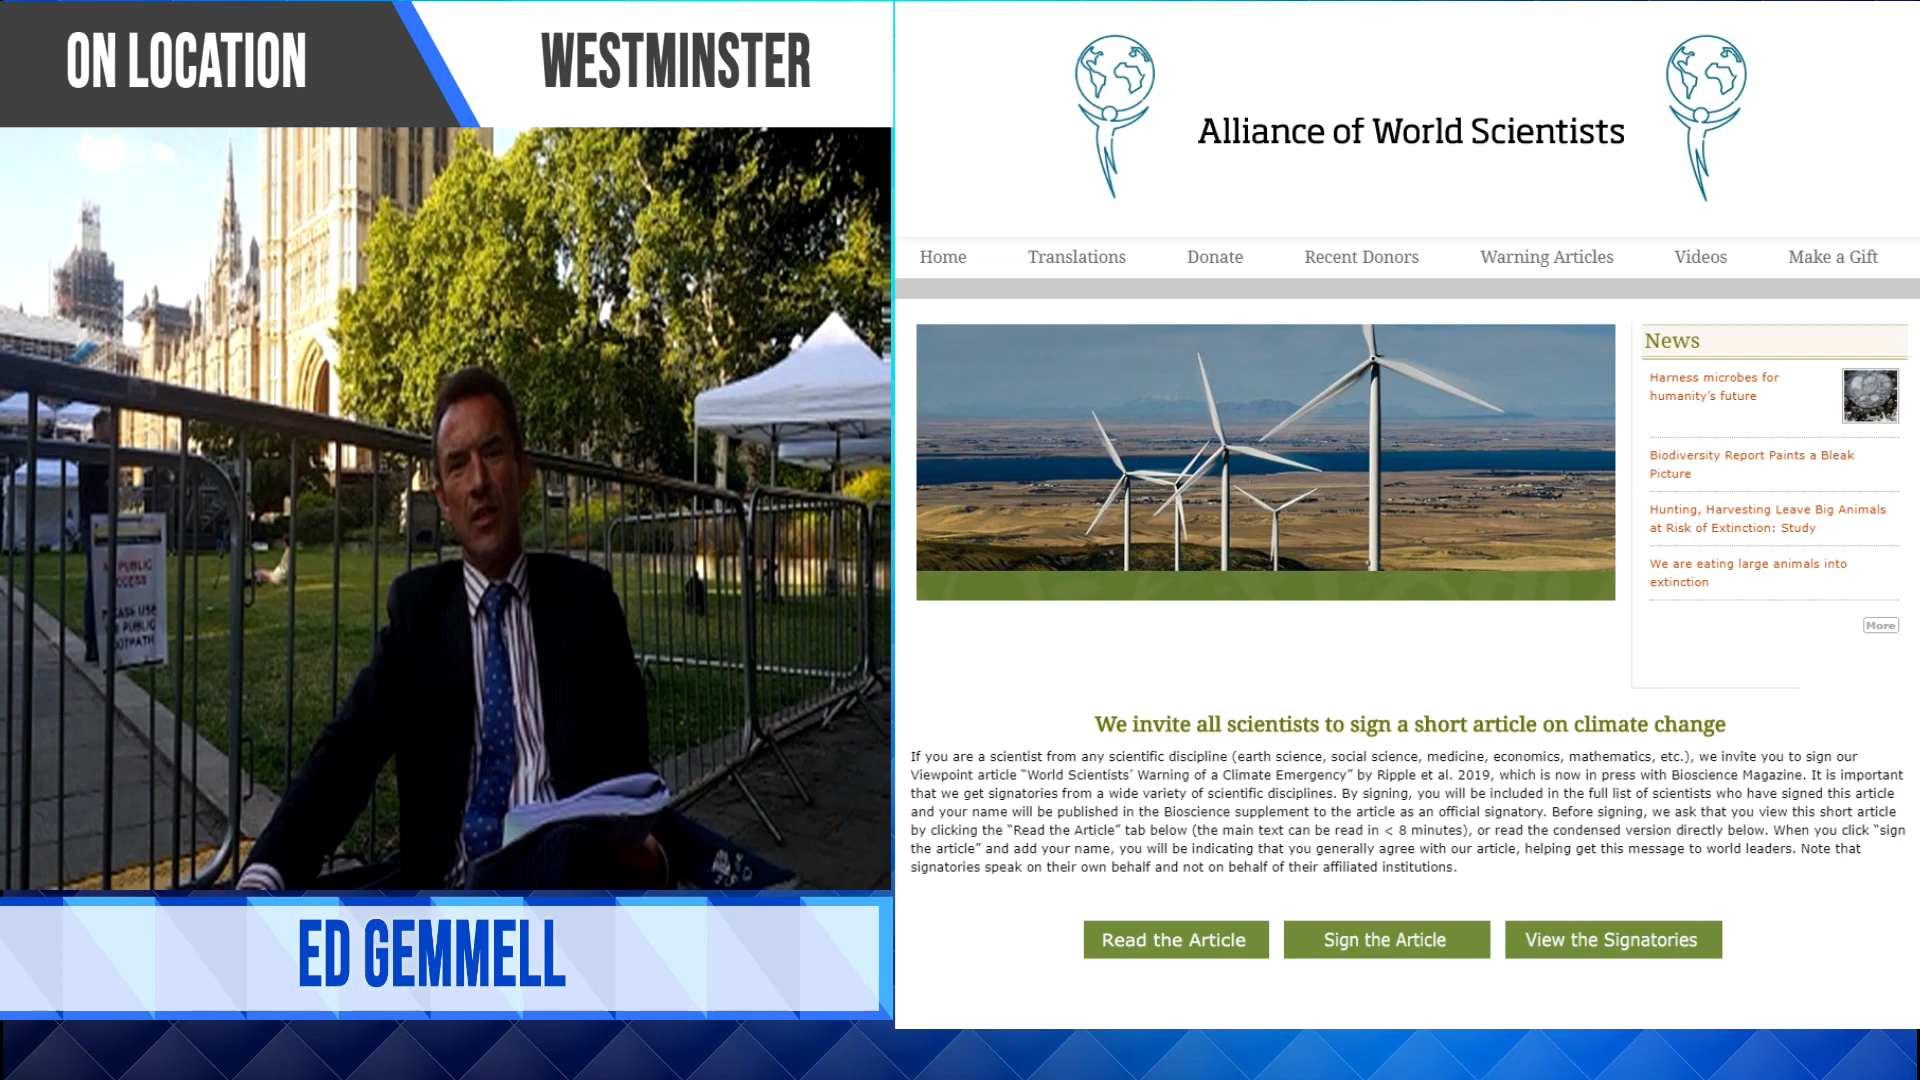 ON LOCATION
WESTMINSTER
PUBLIC
PLEASE USE
PUBLIC
ED GEMMELL
Alliance of World Scientists
Home Translations Donate Recent Donors Warning Articles Videos Make a Gift
News
Harness microbes for
humanity's future
Biodiversity Report Paints a Bleak
Picture
Hunting, Harvesting Leave Big Animals
at Risk of Extinction: Study
We are eating large animals into
extinction
More
We invite all scientists to sign a short article on climate change
If you are a scientist from any scientific discipline (earth science, social science, medicine, economics, mathematics, etc.), we invite you to sign our
Viewpoint article “World Scientists’ Warning of a Climate Emergency” by Ripple et al. 2019, which is now in press with Bioscience Magazine. It is important
that we get signatories from a wide variety of scientific disciplines. By signing, you will be included in the full list of scientists who have signed this article
and your name will be published in the Bioscience supplement to the article as an official signatory. Before signing, we ask that you view this short article
by clicking the “Read the Article” tab below (the main text can be read in < 8 minutes), or read the condensed version directly below. When you click “sign
the article” and add your name, you will be indicating that you generally agree with our article, helping get this message to world leaders. Note that
signatories speak on their own behalf and not on behalf of their affiliated institutions.
Read the Article
Sign the Article
View the Signatories